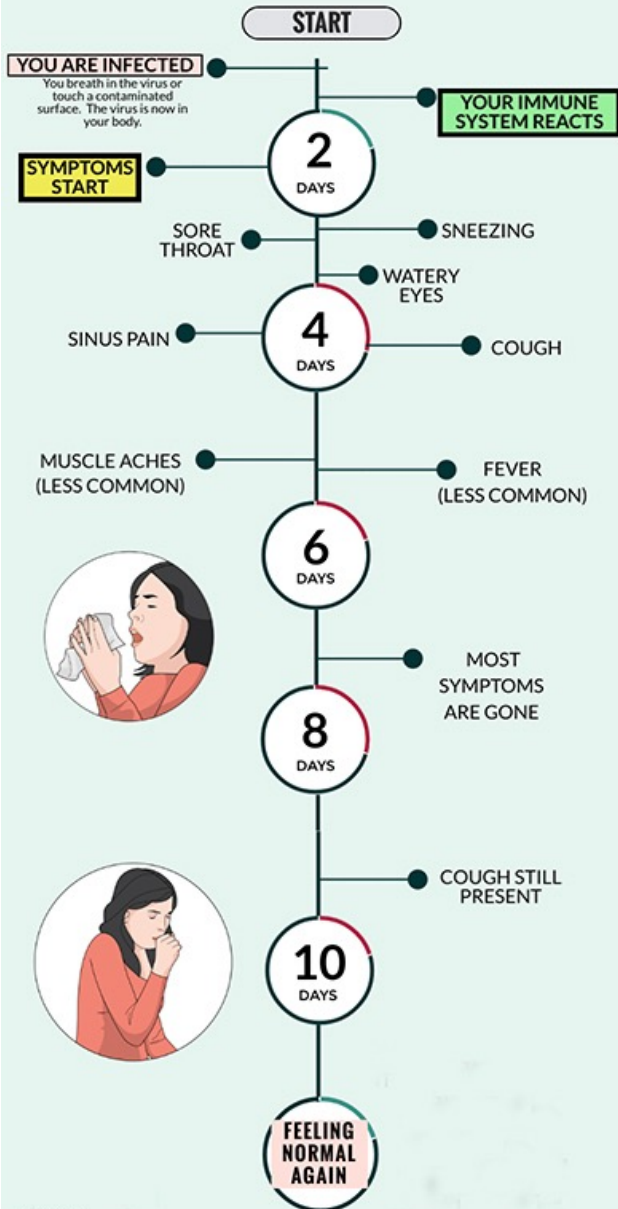 START
YOU ARE INFECTED
You breath in the virus or
touch a contaminated
surface. The virus is now in
your body.
YOUR IMMUNE
SYSTEM REACTS
2
DAYS
SYMPTOMS
START
SORE
THROAT
SNEEZING
WATERY
EYES
4
DAYS
SINUS PAIN
COUGH
MUSCLE ACHES
(LESS COMMON)
FEVER
(LESS COMMON)
6
DAYS
MOST
SYMPTOMS
ARE GONE
8
DAYS
COUGH STILL
PRESENT
10
DAYS
FEELING
NORMAL
AGAIN